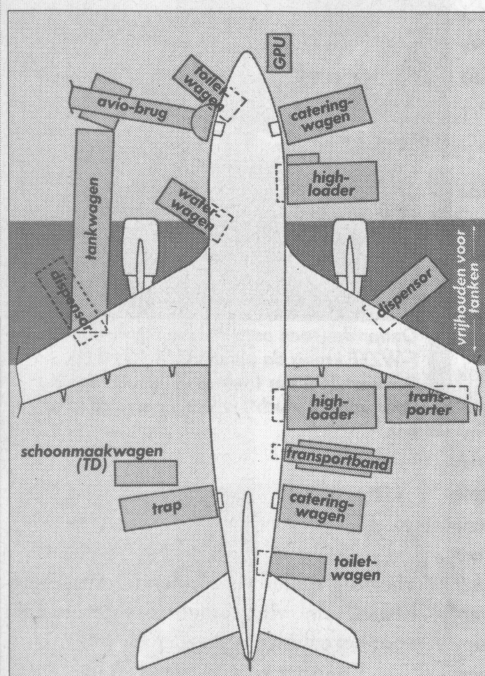 GPU
toilet-
wagen
avio-brug
catering-
wagen
high-
loader
water-
wagen
tankwagen
dispensor
dispensor
vrijhouden voor
tanken
high-
loader
trans-
porter
schoonmaakwagen
(TD)
transportband
trap
catering-
wagen
toilet-
wagen